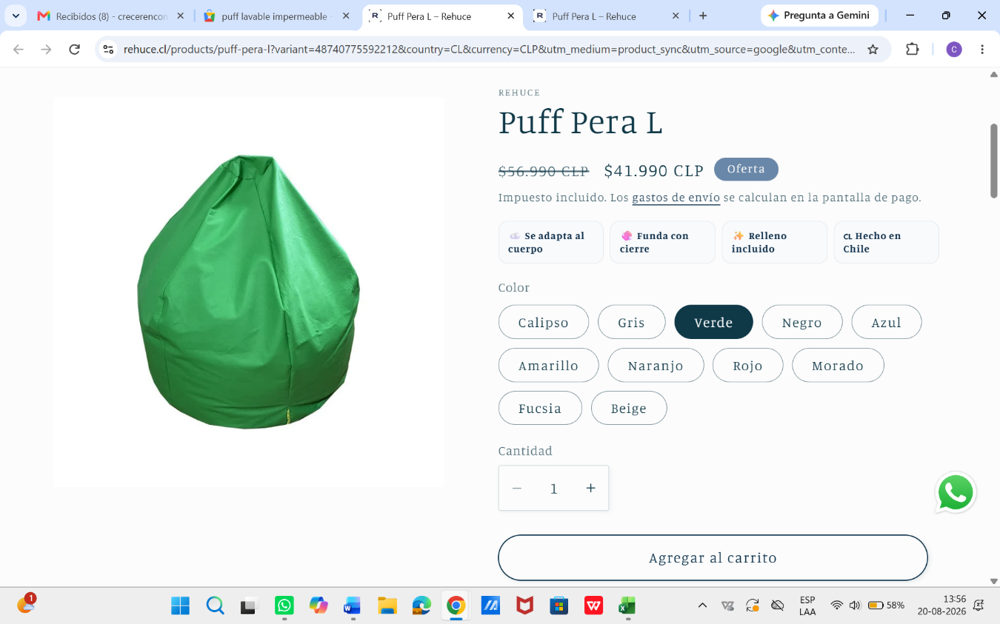 Recibidos (8) - crecerencon
puff lavable impermeable -
Puff Pera L – Rehuce
Puff Pera L – Rehuce
Pregunta a Gemini
rehuce.cl/products/puff-pera-l?variant=48740775592212&country=CL&currency=CLP&utm_medium=product_sync&utm_source=google&utm_conte...
C
REHUCE
Puff Pera L
$56.990 CLP $41.990 CLP Oferta
Impuesto incluido. Los gastos de envío se calculan en la pantalla de pago.
Se adapta al cuerpo
Funda con cierre
Relleno incluido
CL Hecho en Chile
Color
Calipso Gris Verde Negro Azul
Amarillo Naranjo Rojo Morado
Fucsia Beige
Cantidad
1
Agregar al carrito
1
ESP
LAA
58%
13:56
20-08-2026